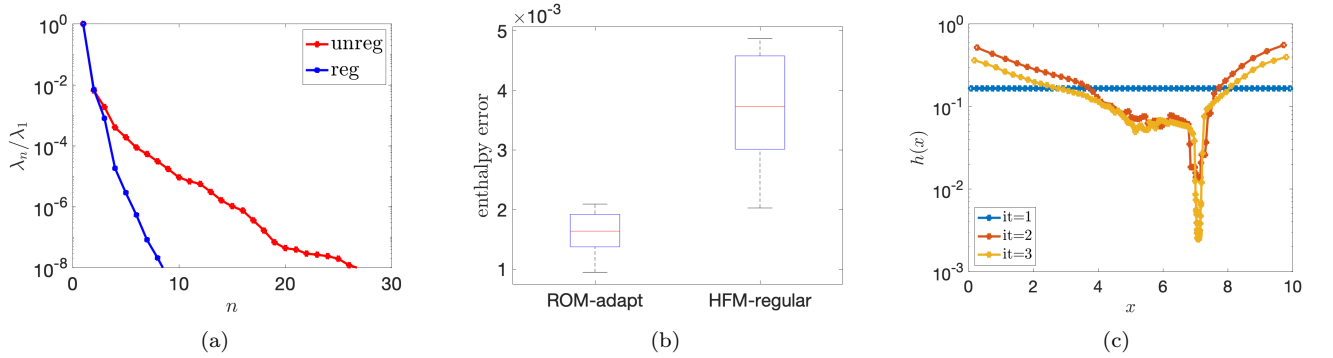 10^0
10^-2
10^-4
10^-6
10^-8
λ_n/λ_1
unreg
reg
0
10
20
30
n
(a)
×10^-3
5
4
3
2
1
enthalpy error
ROM-adapt
HFM-regular
(b)
10^0
10^-1
10^-2
10^-3
h(x)
it=1
it=2
it=3
0
2
4
6
8
10
x
(c)